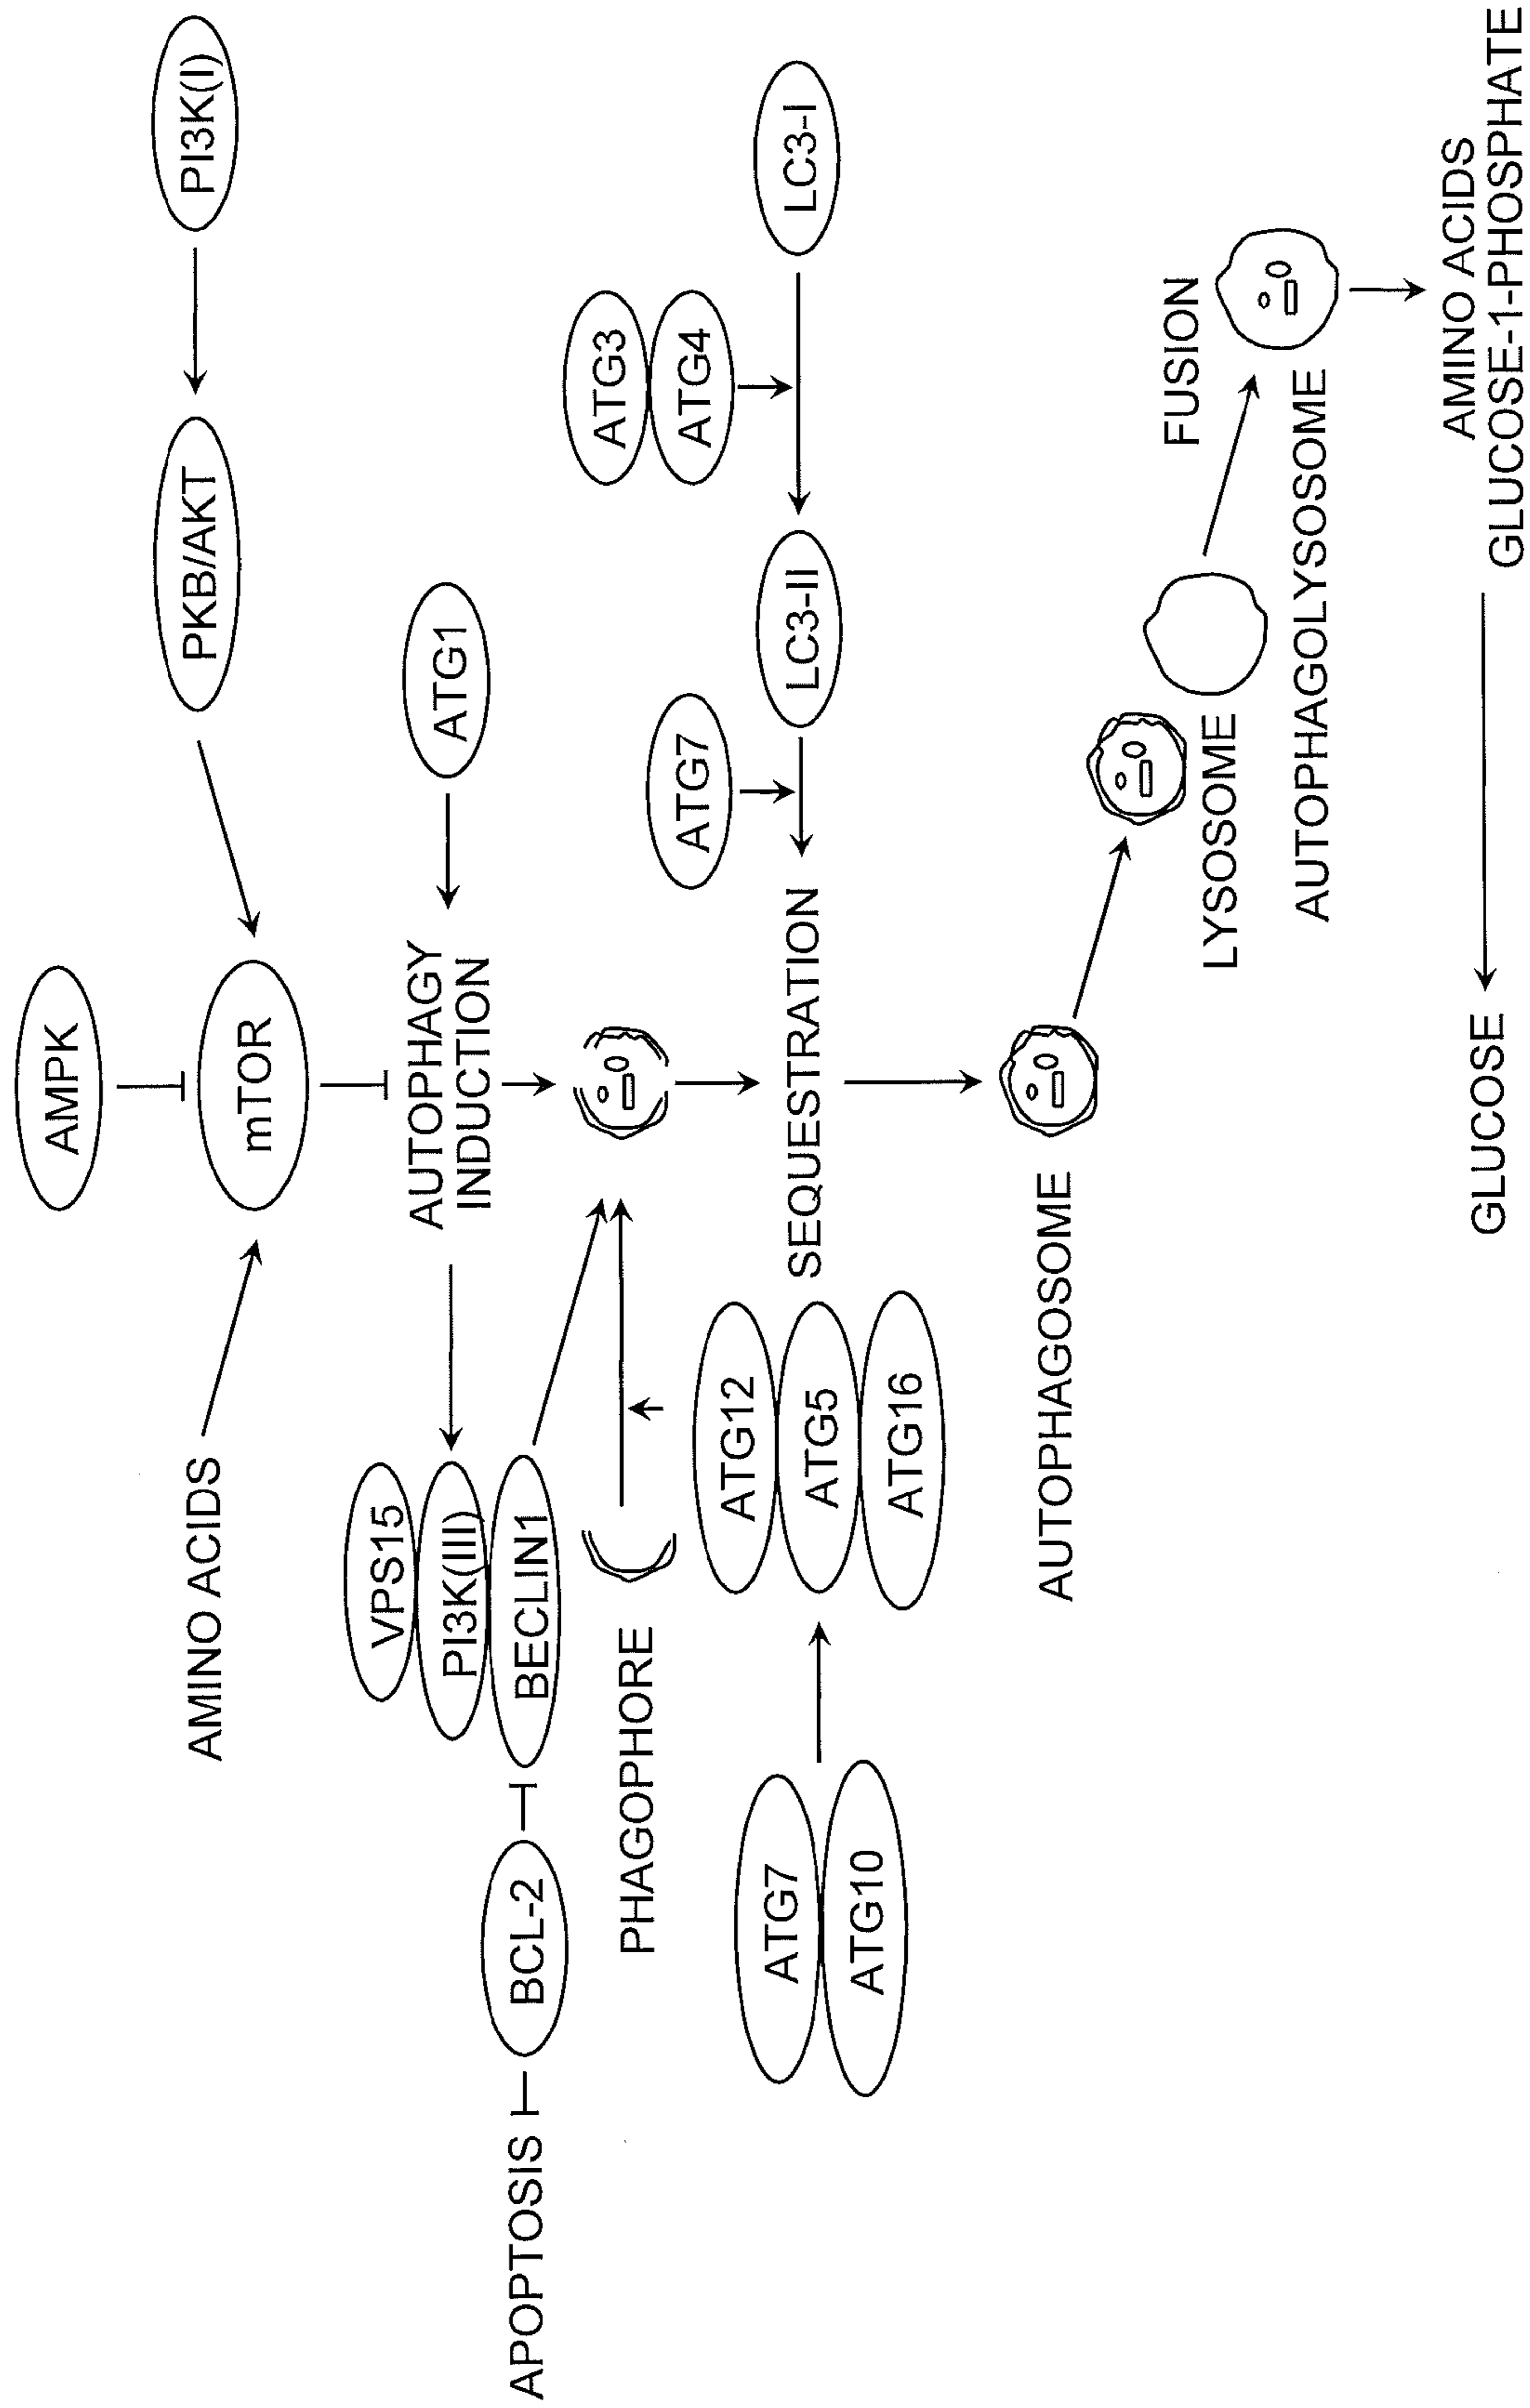 AMPK
AMINO ACIDS
mTOR
PKB/AKT
PI3K(I)
VPS15
PI3K(III)
BECLIN1
AUTOPHAGY
INDUCTION
ATG1
APOPTOSIS
BCL-2
PHAGOPHORE
ATG3
ATG4
ATG7
ATG7
ATG10
ATG12
ATG5
ATG16
SEQUESTRATION
LC3-II
LC3-I
AUTOPHAGOSOME
LYSOSOME
FUSION
AUTOPHAGOLYSOSOME
GLUCOSE
AMINO ACIDS
GLUCOSE-1-PHOSPHATE